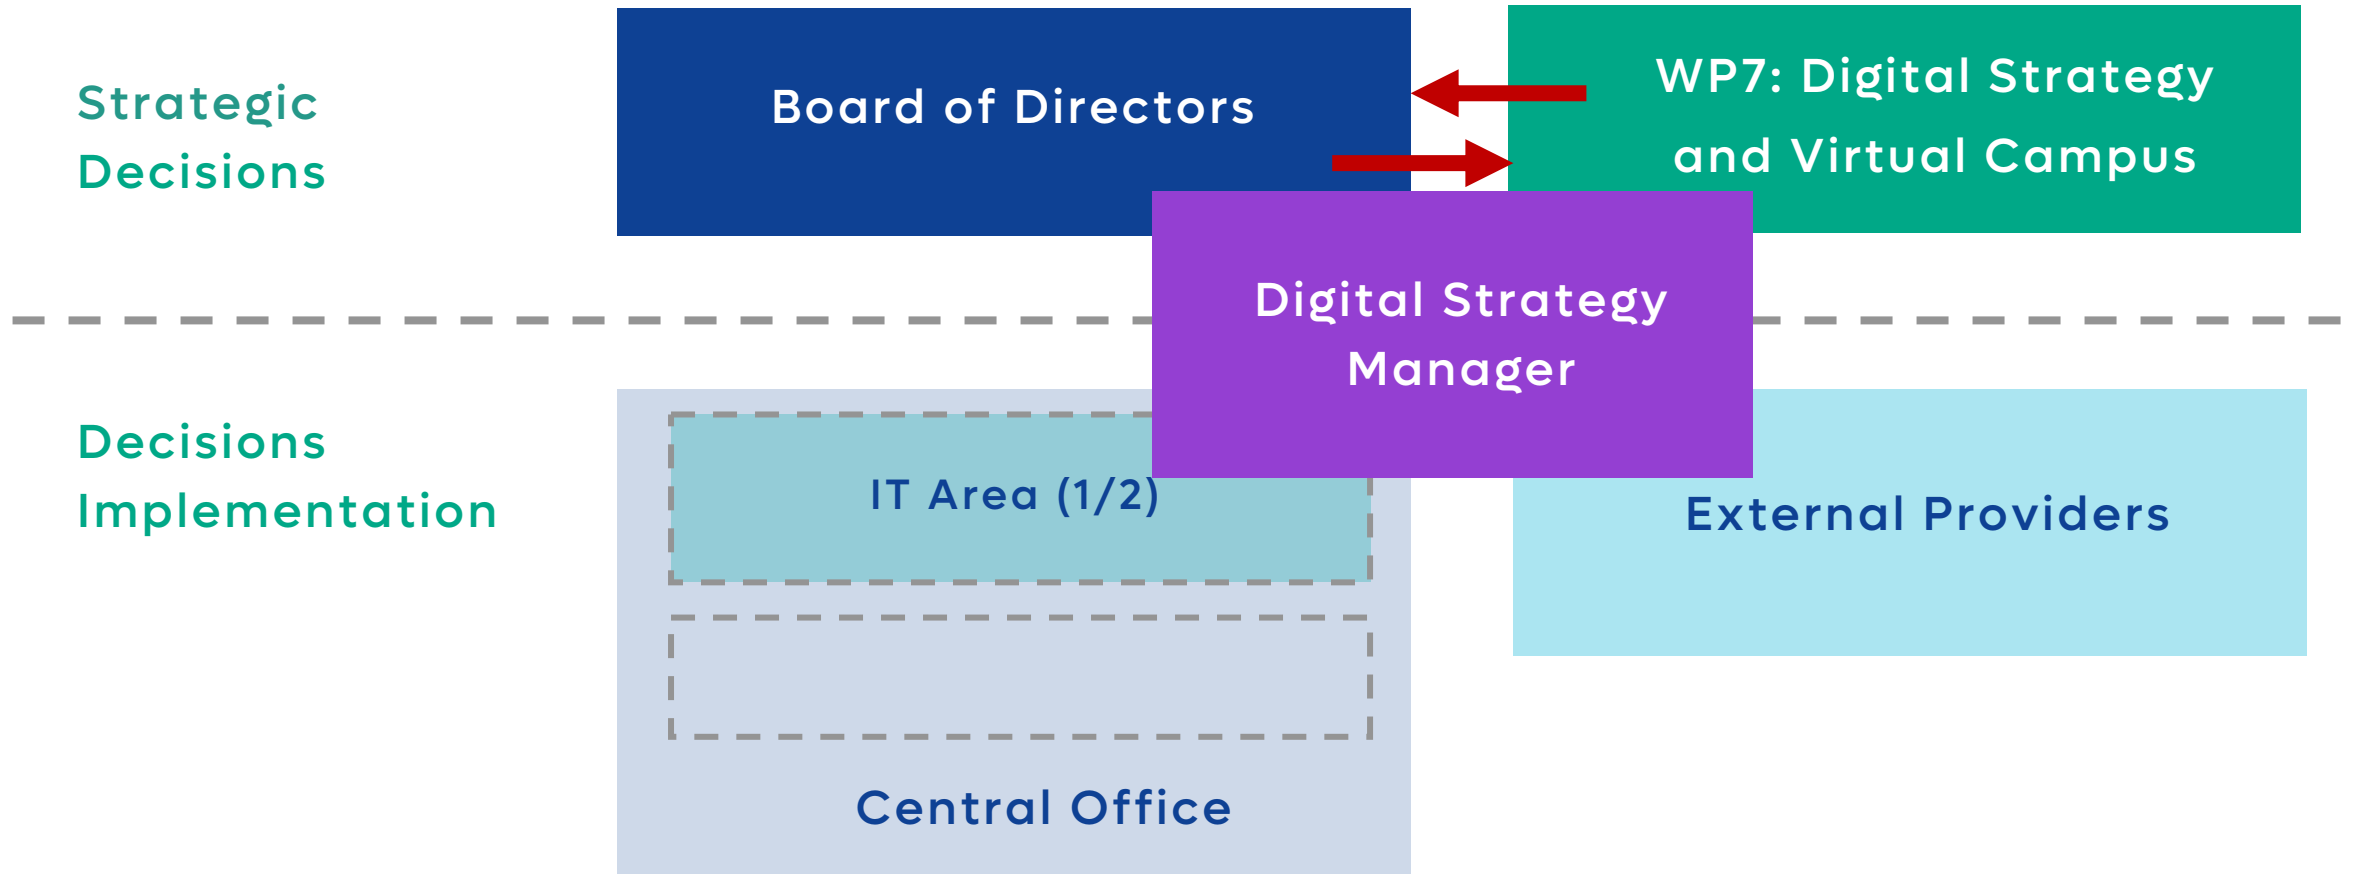 Strategic
Decisions
Board of Directors
WP7: Digital Strategy
and Virtual Campus
Digital Strategy
Manager
Decisions
Implementation
IT Area (1/2)
External Providers
Central Office